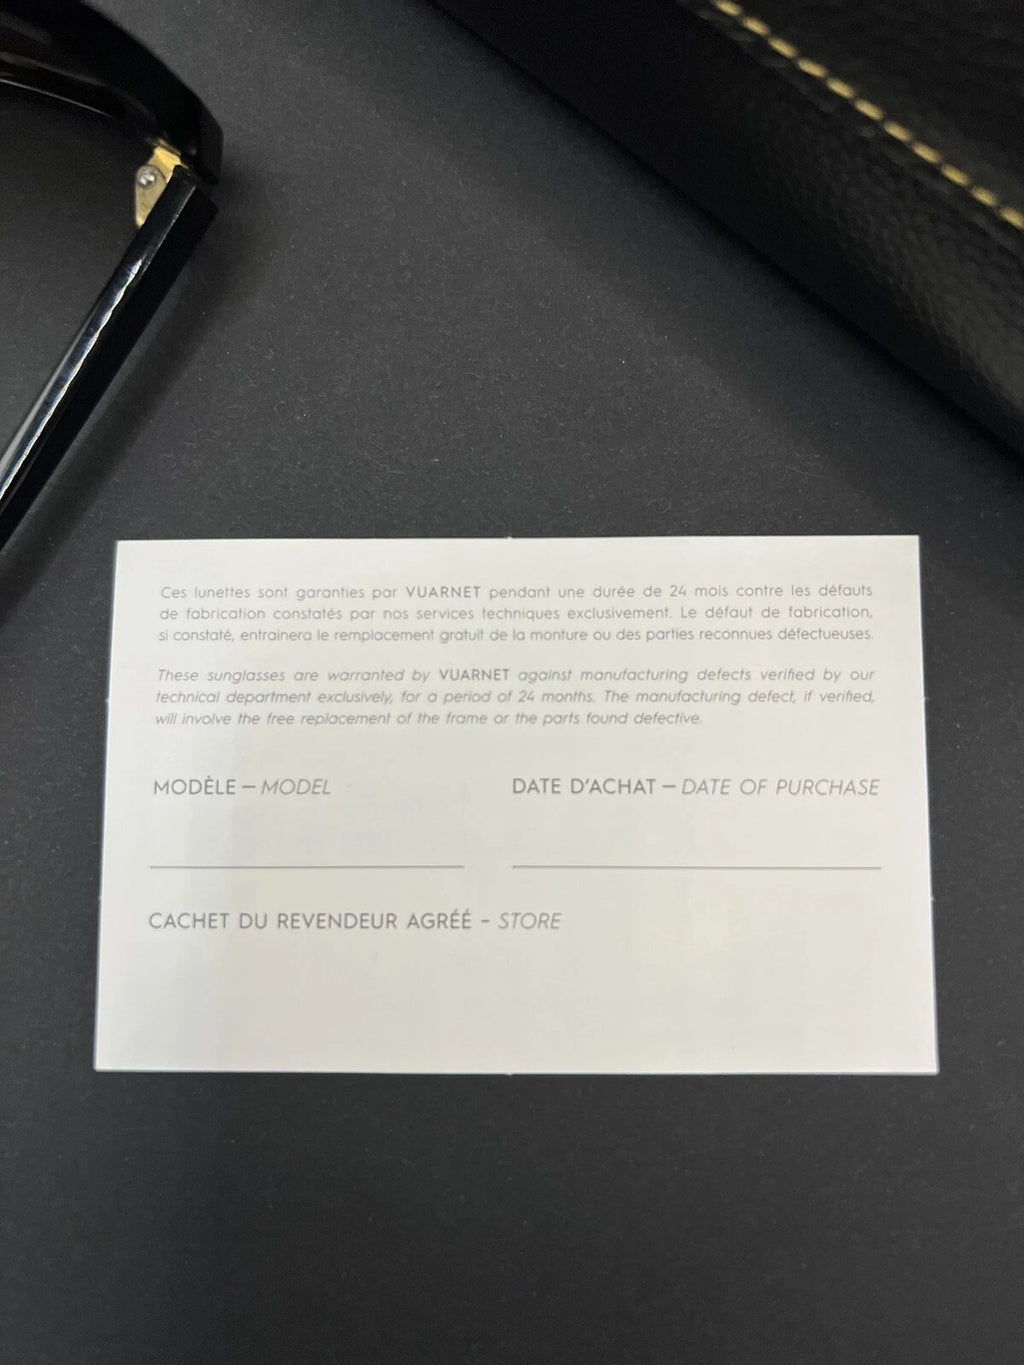 Ces lunettes sont garanties par VUARNET pendant une durée de 24 mois contre les défauts
de fabrication constatés par nos services techniques exclusivement. Le défaut de fabrication,
si constaté, entrainera le remplacement gratuit de la monture ou des parties reconnues défectueuses.
These sunglasses are warranted by VUARNET against manufacturing defects verified by our
technical department exclusively, for a period of 24 months. The manufacturing defect, if verified,
will involve the free replacement of the frame or the parts found defective.
MODÈLE – MODEL
DATE D'ACHAT – DATE OF PURCHASE
CACHET DU REVENDEUR AGRÉÉ - STORE